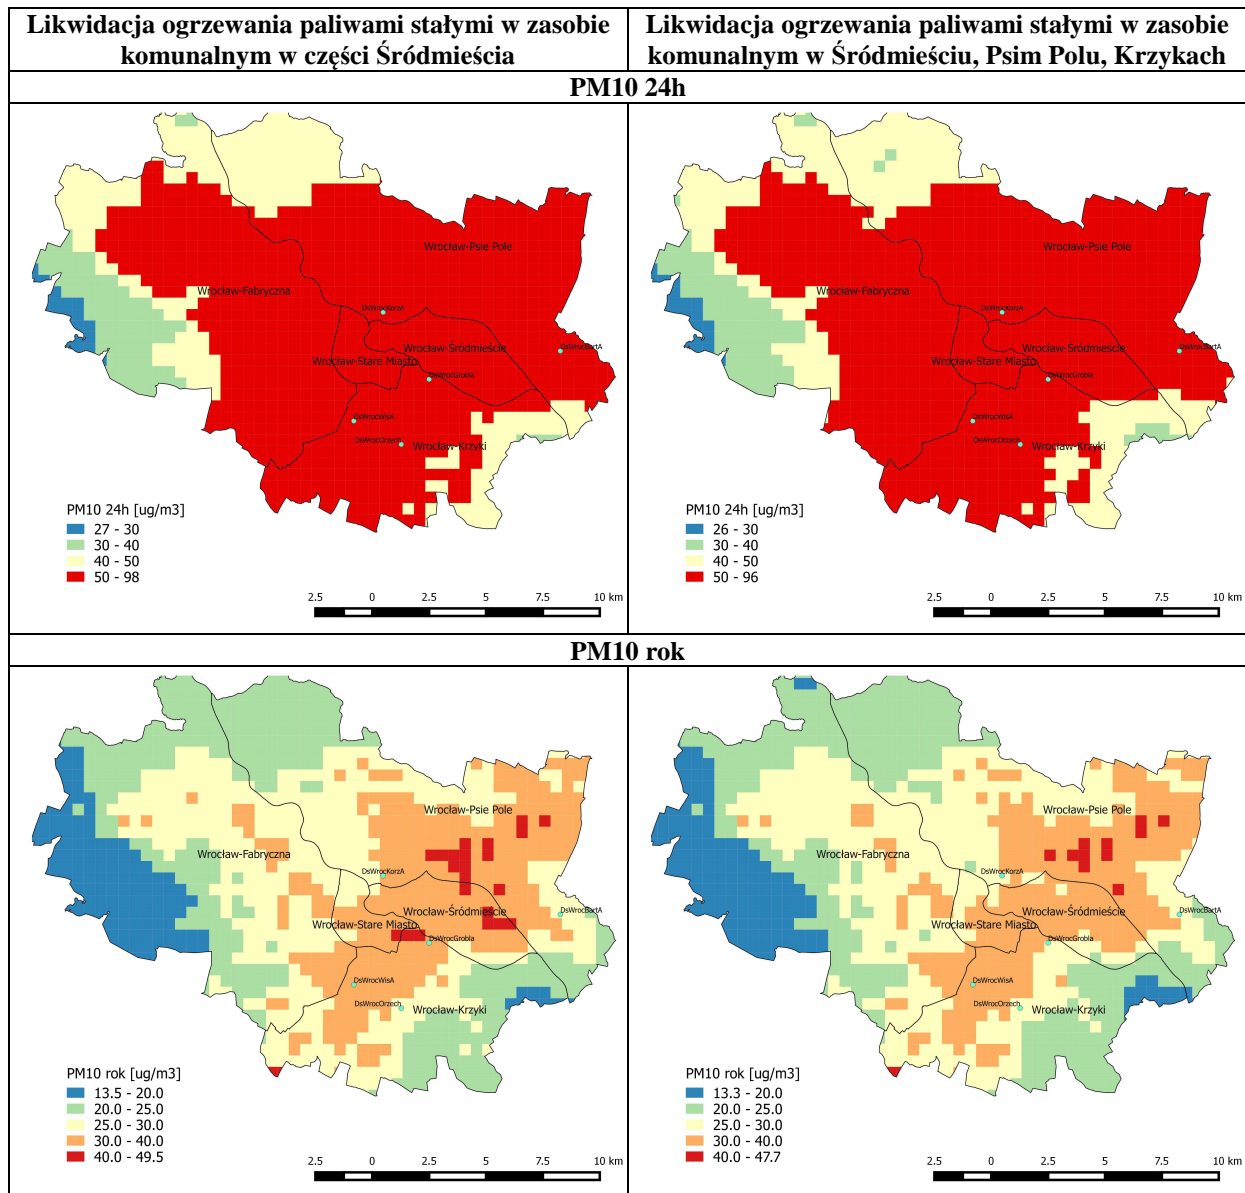 Likwidacja ogrzewania paliwami stałymi w zasobie
komunalnym w części Śródmieścia
Likwidacja ogrzewania paliwami stałymi w zasobie
komunalnym w Śródmieściu, Psim Polu, Krzykach
PM10 24h
Wrocław-Psie Pole
Wrocław-Fabryczna
DsWrocKorzA
Wrocław-Śródmieście
DsWrocBartA
Wrocław-Stare Miasto
DsWrocGrobla
DsWrocWisA
DsWrocOrzech
Wrocław-Krzyki
PM10 24h [ug/m3]
27 - 30
30 - 40
40 - 50
50 - 98
2.5 0 2.5 5 7.5 10 km
Wrocław-Psie Pole
Wrocław-Fabryczna
DsWrocKorzA
Wrocław-Śródmieście
DsWrocBartA
Wrocław-Stare Miasto
DsWrocGrobla
DsWrocWisA
DsWrocOrzech
Wrocław-Krzyki
PM10 24h [ug/m3]
26 - 30
30 - 40
40 - 50
50 - 96
2.5 0 2.5 5 7.5 10 km
PM10 rok
Wrocław-Psie Pole
Wrocław-Fabryczna
DsWrocKorzA
Wrocław-Śródmieście
DsWrocBartA
Wrocław-Stare Miasto
DsWrocGrobla
DsWrocWisA
DsWrocOrzech
Wrocław-Krzyki
PM10 rok [ug/m3]
13.5 - 20.0
20.0 - 25.0
25.0 - 30.0
30.0 - 40.0
40.0 - 49.5
2.5 0 2.5 5 7.5 10 km
Wrocław-Psie Pole
Wrocław-Fabryczna
DsWrocKorzA
Wrocław-Śródmieście
DsWrocBartA
Wrocław-Stare Miasto
DsWrocGrobla
DsWrocWisA
DsWrocOrzech
Wrocław-Krzyki
PM10 rok [ug/m3]
13.3 - 20.0
20.0 - 25.0
25.0 - 30.0
30.0 - 40.0
40.0 - 47.7
2.5 0 2.5 5 7.5 10 km